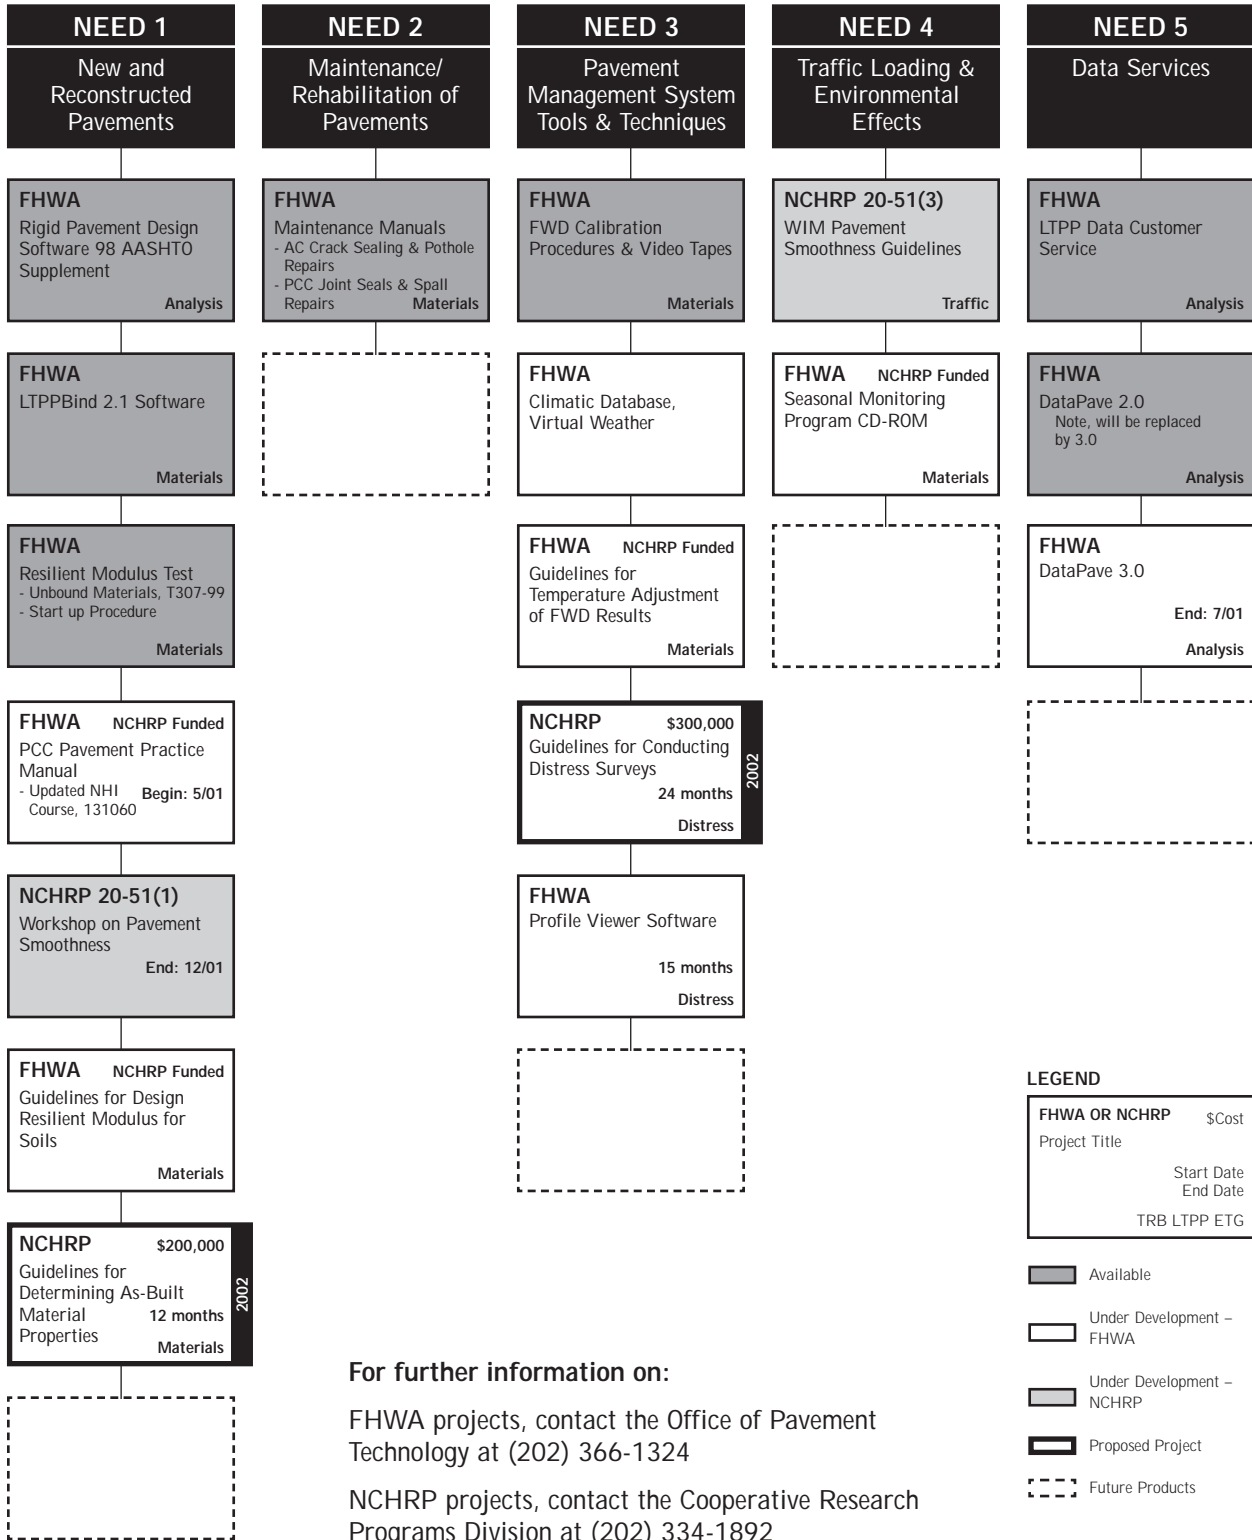 NEED 1
New and
Reconstructed
Pavements
FHWA
Rigid Pavement Design
Software 98 AASHTO
Supplement
Analysis
FHWA
LTPPBind 2.1 Software
Materials
FHWA
Resilient Modulus Test
- Unbound Materials, T307-99
- Start up Procedure
Materials
FHWA NCHRP Funded
PCC Pavement Practice
Manual
- Updated NHI Begin: 5/01
Course, 131060
NCHRP 20-51(1)
Workshop on Pavement
Smoothness
End: 12/01
FHWA NCHRP Funded
Guidelines for Design
Resilient Modulus for
Soils
Materials
NCHRP $200,000
Guidelines for
Determining As-Built
Material 12 months
Properties
Materials
2002
NEED 2
Maintenance/
Rehabilitation of
Pavements
FHWA
Maintenance Manuals
- AC Crack Sealing & Pothole
Repairs
- PCC Joint Seals & Spall
Repairs Materials
NEED 3
Pavement
Management System
Tools & Techniques
FHWA
FWD Calibration
Procedures & Video Tapes
Materials
FHWA
Climatic Database,
Virtual Weather
FHWA NCHRP Funded
Guidelines for
Temperature Adjustment
of FWD Results
Materials
NCHRP $300,000
Guidelines for Conducting
Distress Surveys
24 months
Distress
2002
FHWA
Profile Viewer Software
15 months
Distress
NEED 4
Traffic Loading &
Environmental
Effects
NCHRP 20-51(3)
WIM Pavement
Smoothness Guidelines
Traffic
FHWA NCHRP Funded
Seasonal Monitoring
Program CD-ROM
Materials
NEED 5
Data Services
FHWA
LTPP Data Customer
Service
Analysis
FHWA
DataPave 2.0
Note, will be replaced
by 3.0
Analysis
FHWA
DataPave 3.0
End: 7/01
Analysis
LEGEND
FHWA OR NCHRP $Cost
Project Title
Start Date
End Date
TRB LTPP ETG
Available
Under Development –
FHWA
Under Development –
NCHRP
Proposed Project
Future Products
For further information on:
FHWA projects, contact the Office of Pavement
Technology at (202) 366-1324
NCHRP projects, contact the Cooperative Research
Programs Division at (202) 334-1892